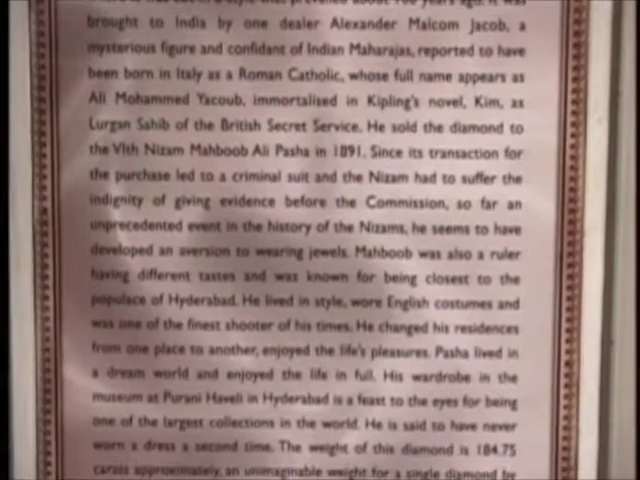 brought to India by one dealer Alexander Malcom Jacob, a
mysterious figure and confidant of Indian Maharajas, reported to have
been born in Italy as a Roman Catholic, whose full name appears as
Ali Mohammed Yacoub, immortalised in Kipling's novel, Kim, as
Lurgan Sahib of the British Secret Service. He sold the diamond to
the VIth Nizam Mahboob Ali Pasha in 1891. Since its transaction for
the purchase led to a criminal suit and the Nizam had to suffer the
indignity of giving evidence before the Commission, so far an
unprecedented event in the history of the Nizams, he seems to have
developed an aversion to wearing jewels. Mahboob was also a ruler
having different tastes and was known for being closest to the
populace of Hyderabad. He lived in style, wore English costumes and
was one of the finest shooter of his times. He changed his residences
from one place to another, enjoyed the life's pleasures. Pasha lived in
a dream world and enjoyed the life in full. His wardrobe in the
museum at Purani Haveli in Hyderabad is a feast to the eyes for being
one of the largest collections in the world. He is said to have never
worn a dress a second time. The weight of this diamond is 184.75
carats approximately, an unimaginable weight for a single diamond by